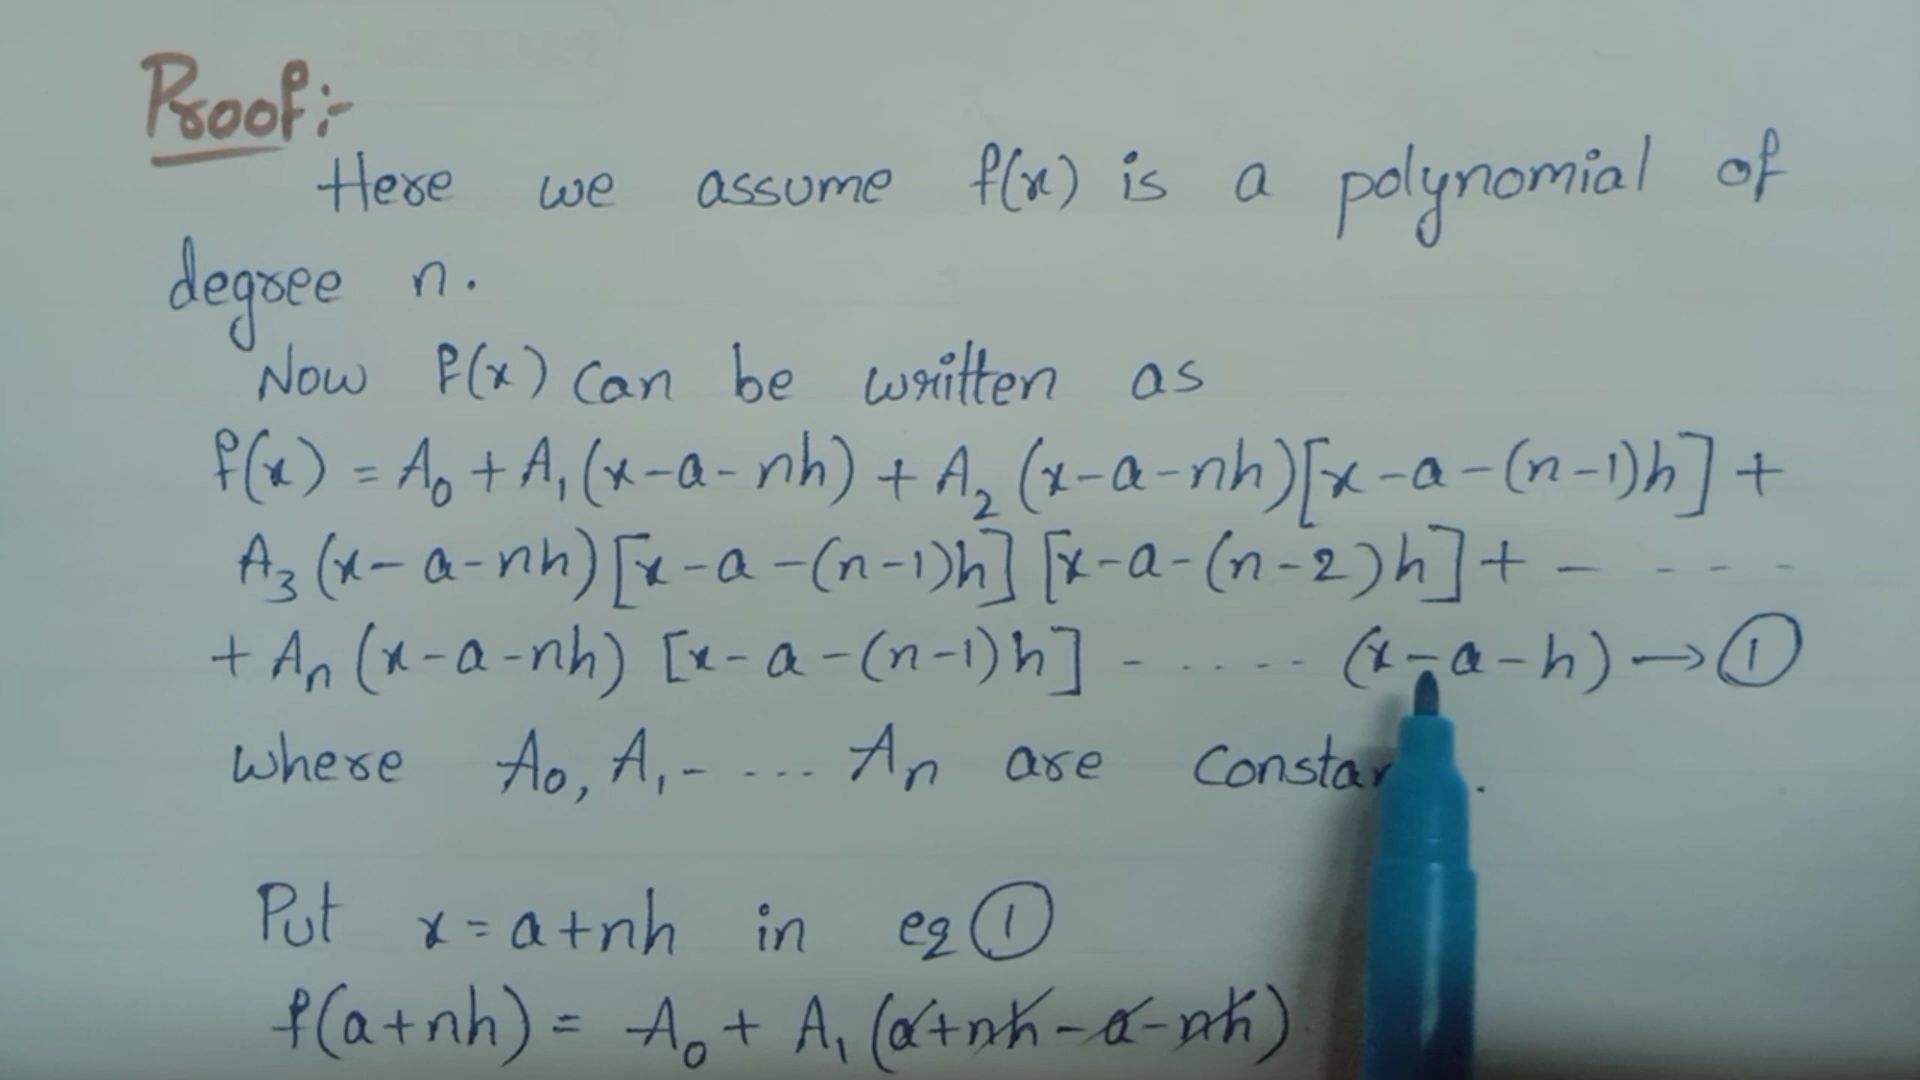 Proof:-
Here we assume f(x) is a polynomial of
degree n.
Now f(x) can be written as
f(x) = A₀ + A₁(x-a-nh) + A₂(x-a-nh)[x-a-(n-1)h] +
A₃(x-a-nh)[x-a-(n-1)h][x-a-(n-2)h] + - - - -
+ Aₙ(x-a-nh) [x-a-(n-1)h] - ..... (x-a-h) → ①
where A₀, A₁ - .... Aₙ are
Put x = a+nh in eq ①
f(a+nh) = A₀ + A₁(a+nh-a-nh)